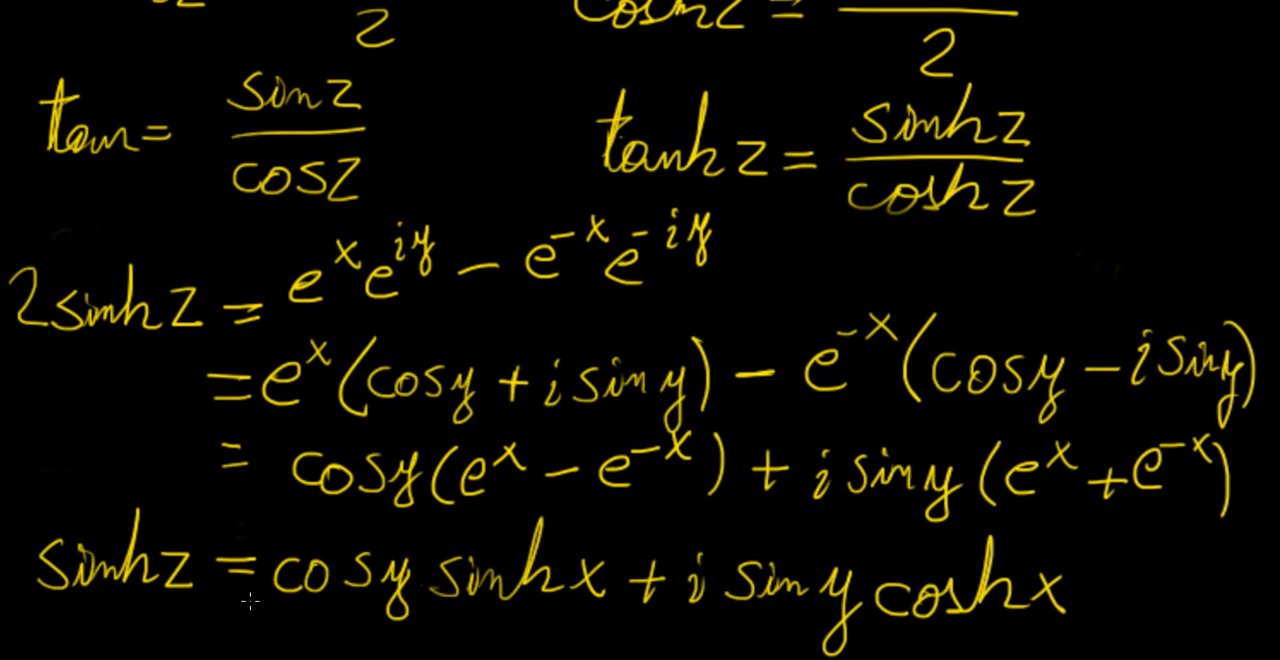 2 cosh z = 2
tan = sin z / cos z tanh z = sinh z / cosh z
2 sinh z = e^x e^{iy} - e^{-x} e^{-iy}
= e^x (cos y + i sin y) - e^{-x} (cos y - i sin y)
= cos y (e^x - e^{-x}) + i sin y (e^x + e^{-x})
sinh z = cos y sinh x + i sin y cosh x